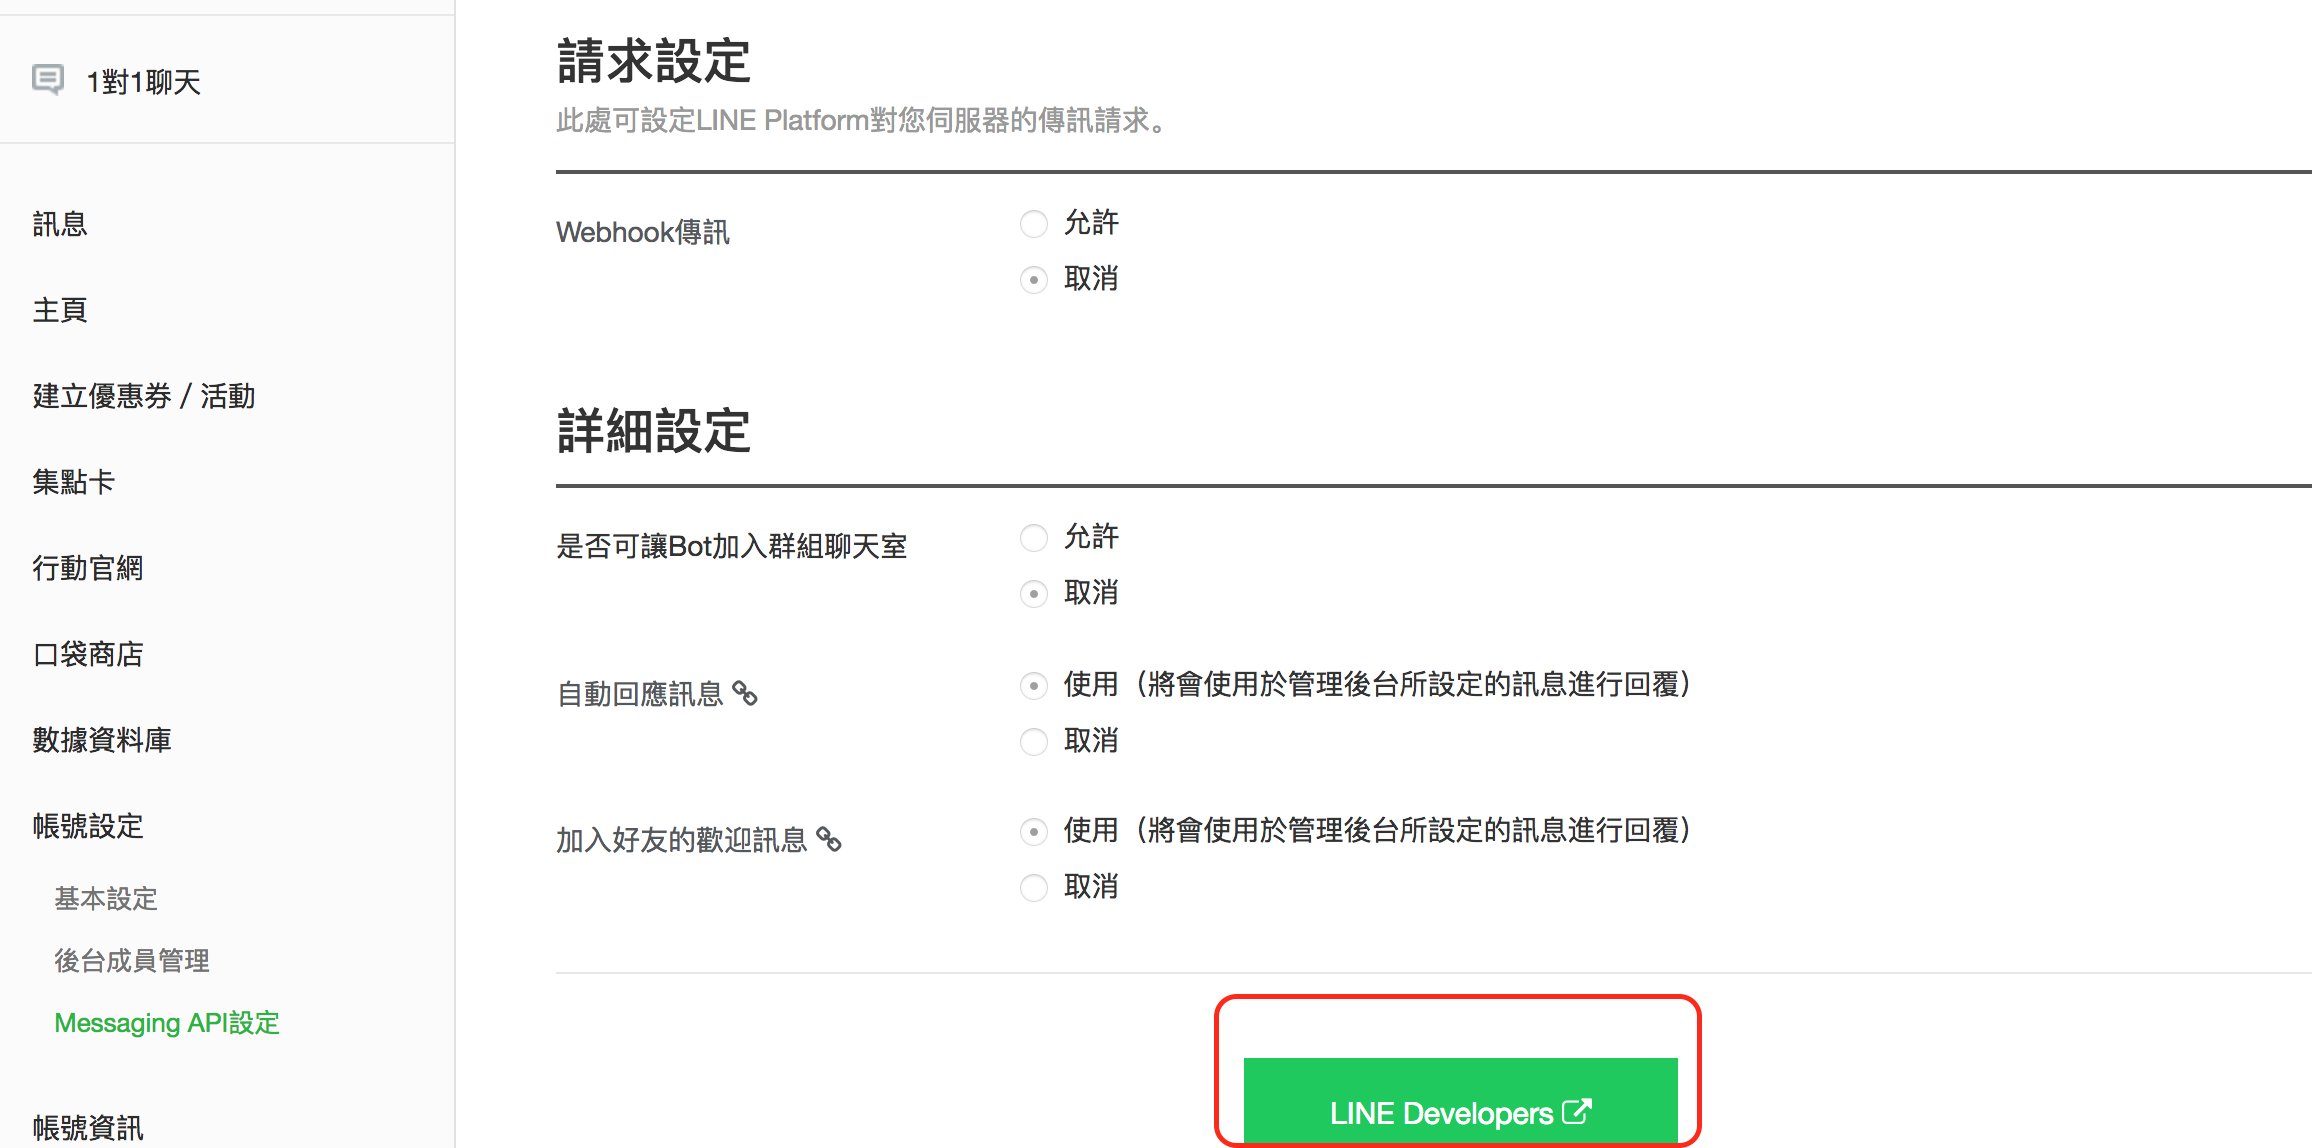 1對1聊天
訊息
主頁
建立優惠券 / 活動
集點卡
行動官網
口袋商店
數據資料庫
帳號設定
基本設定
後台成員管理
Messaging API設定
帳號資訊
請求設定
此處可設定LINE Platform對您伺服器的傳訊請求。
Webhook傳訊
允許
取消
詳細設定
是否可讓Bot加入群組聊天室
允許
取消
自動回應訊息
使用（將會使用於管理後台所設定的訊息進行回覆）
取消
加入好友的歡迎訊息
使用（將會使用於管理後台所設定的訊息進行回覆）
取消
LINE Developers